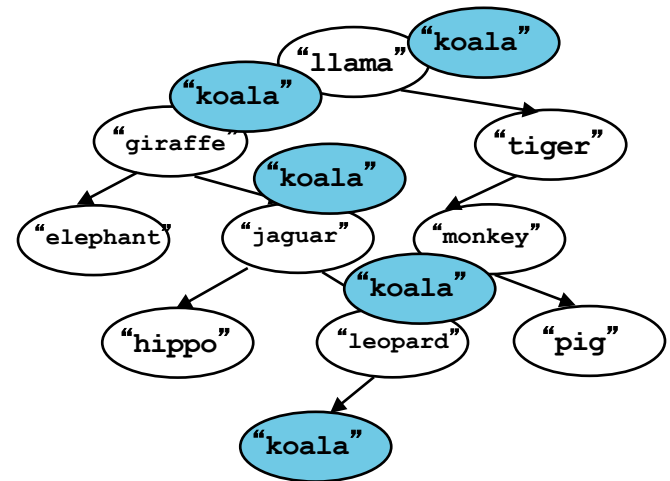 “koala”
“llama”
“koala”
“giraffe”
“tiger”
“koala”
“elephant”
“jaguar”
“monkey”
“koala”
“hippo”
“leopard”
“pig”
“koala”